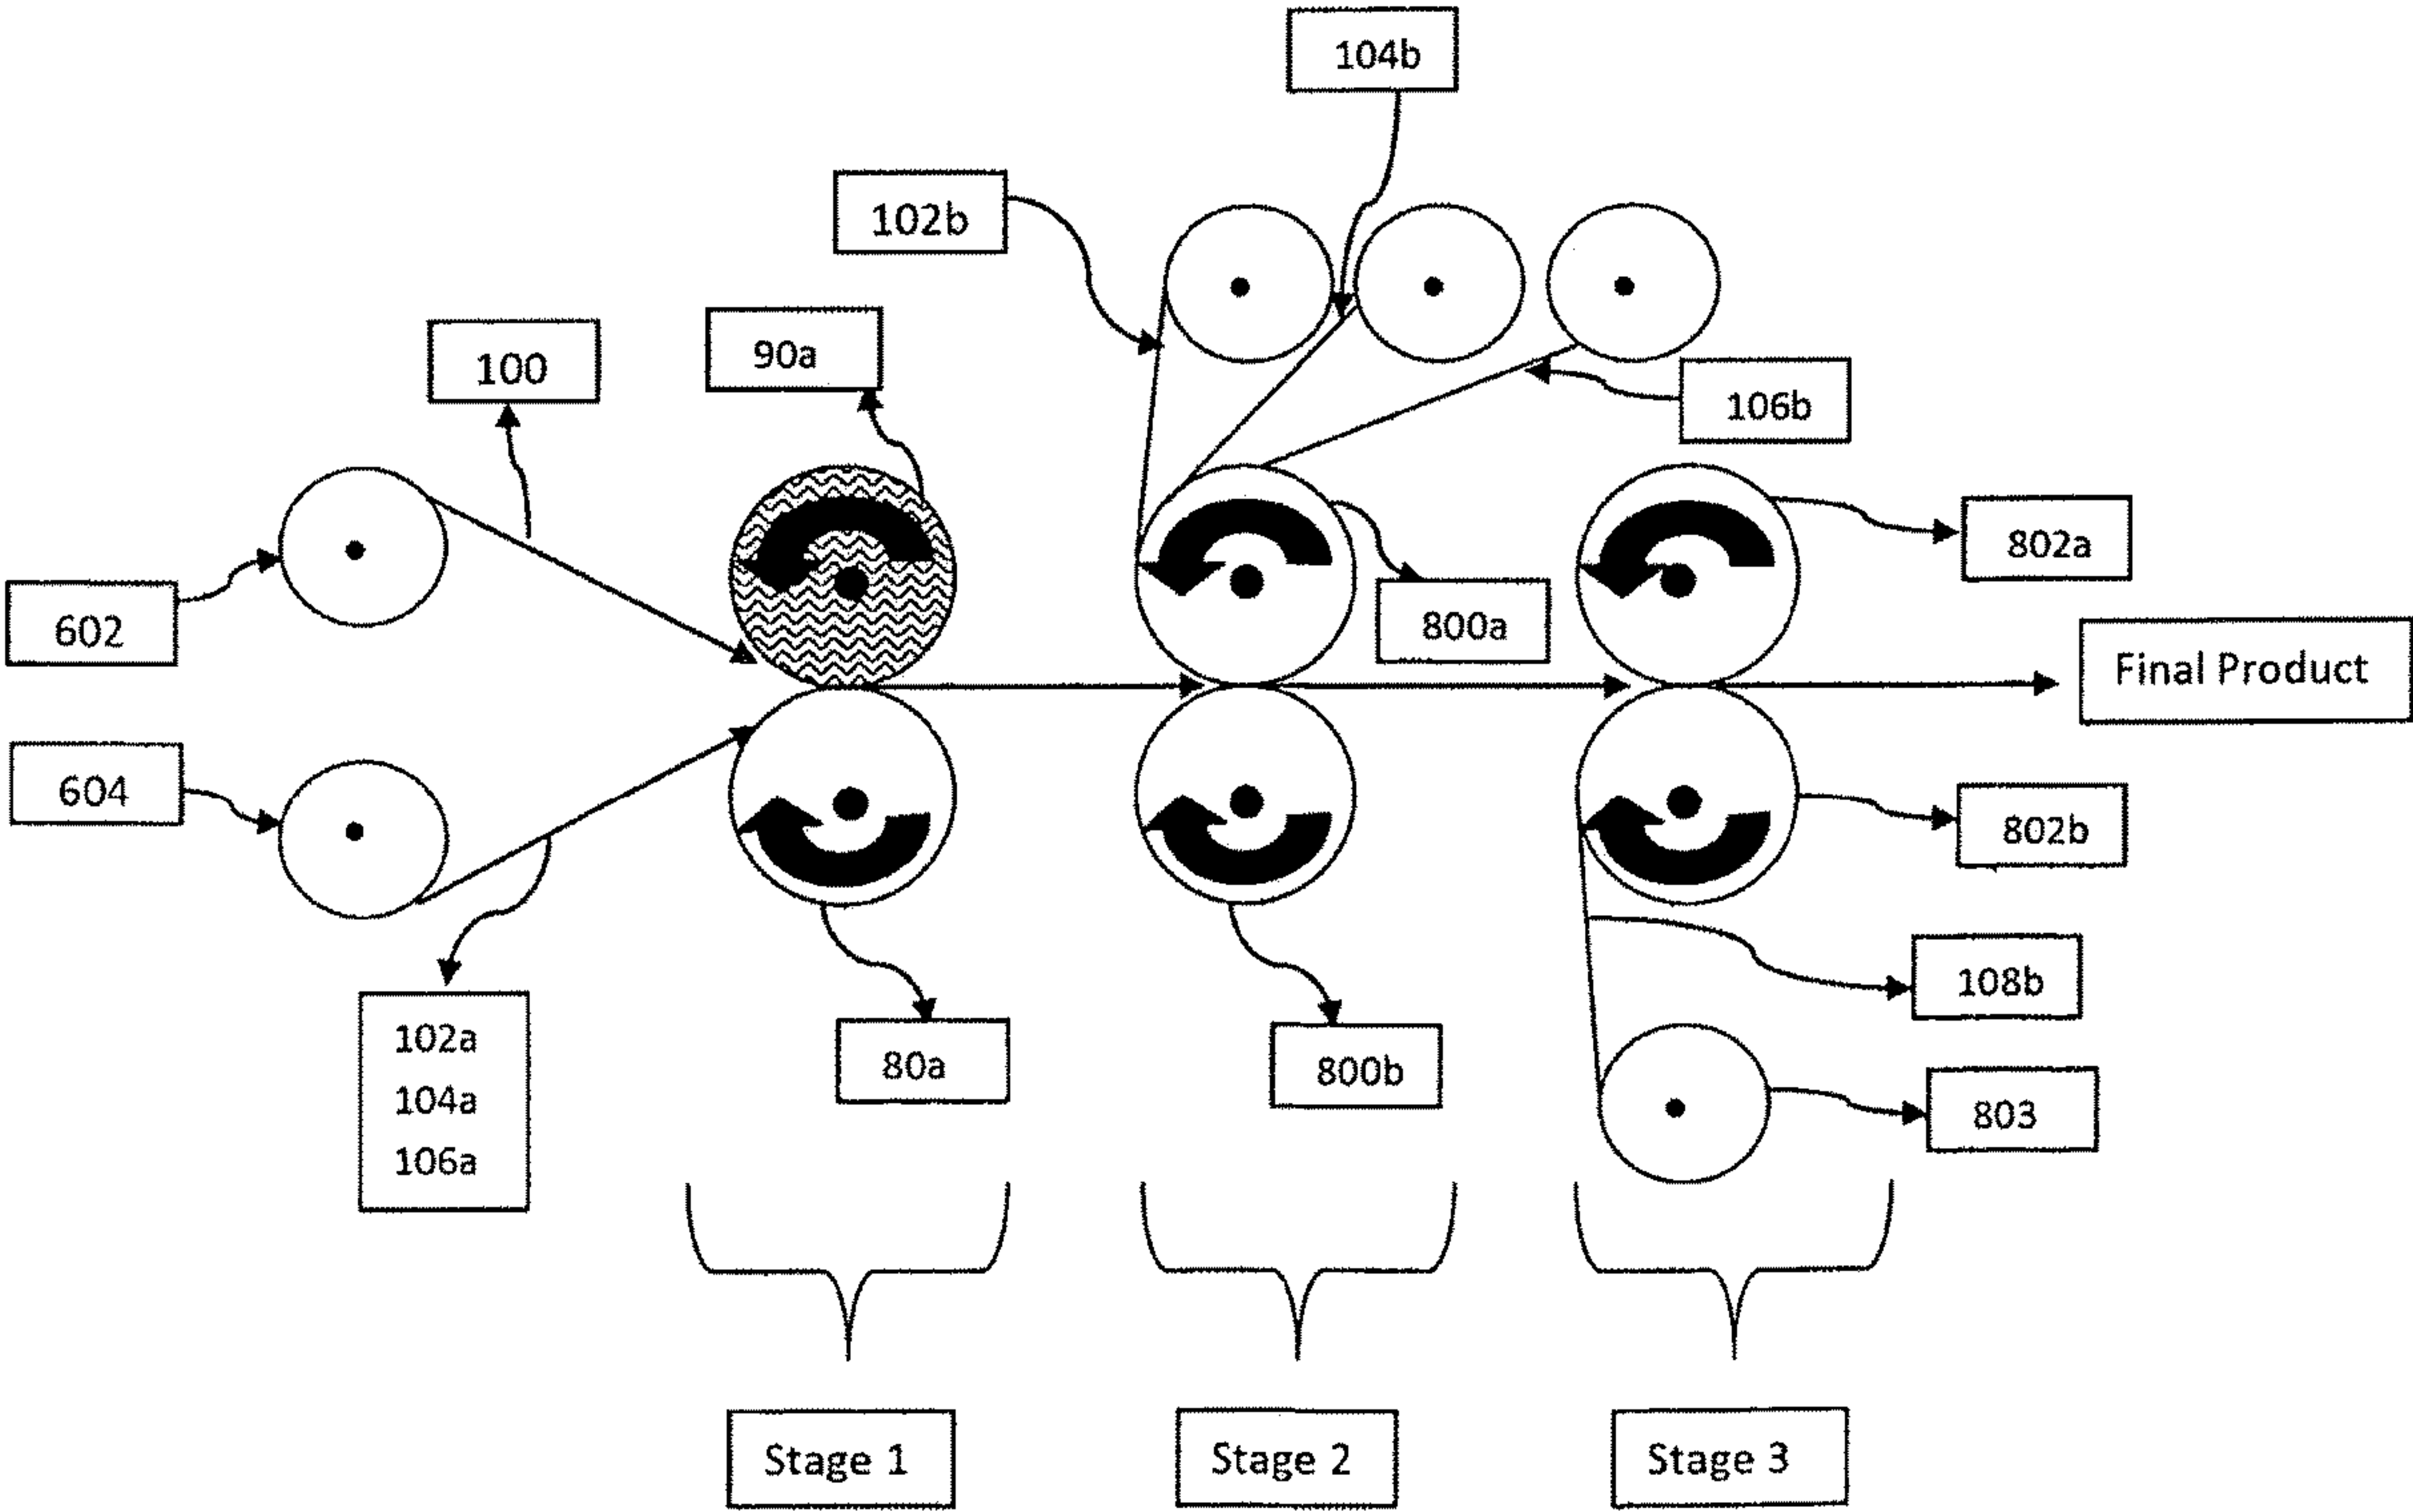 104b
102b
100
90a
106b
602
800a
802a
Final Product
604
802b
108b
102a
104a
106a
80a
800b
803
Stage 1
Stage 2
Stage 3